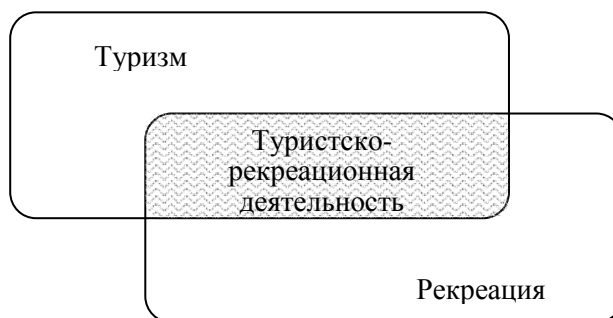 Туризм
Туристско-
рекреационная
деятельность
Рекреация